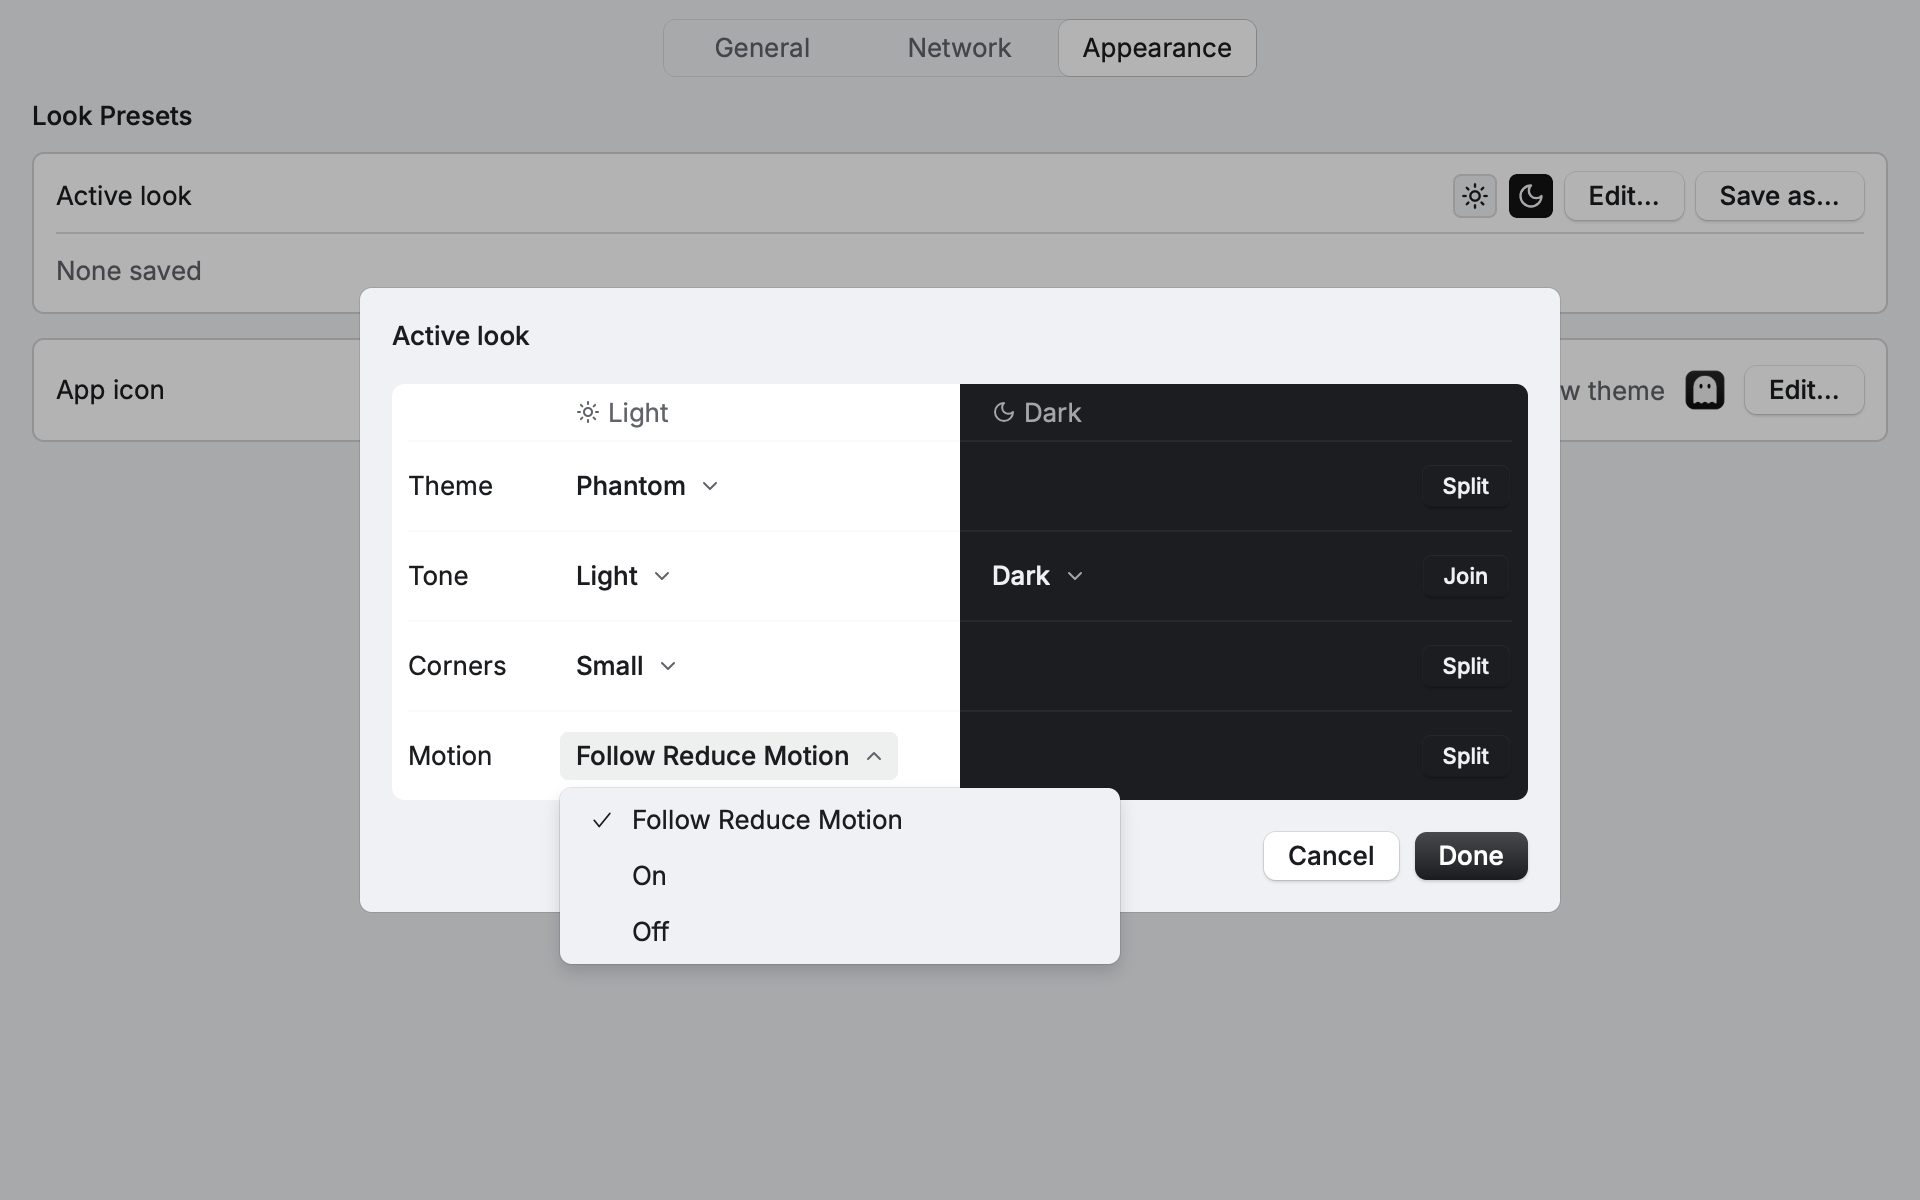 General
Network
Appearance
Look Presets
Active look
Edit...
Save as...
None saved
App icon
w theme
Edit...
Active look
Light
Dark
Theme
Phantom
Split
Tone
Light
Dark
Join
Corners
Small
Split
Motion
Follow Reduce Motion
Split
Follow Reduce Motion
On
Off
Cancel
Done